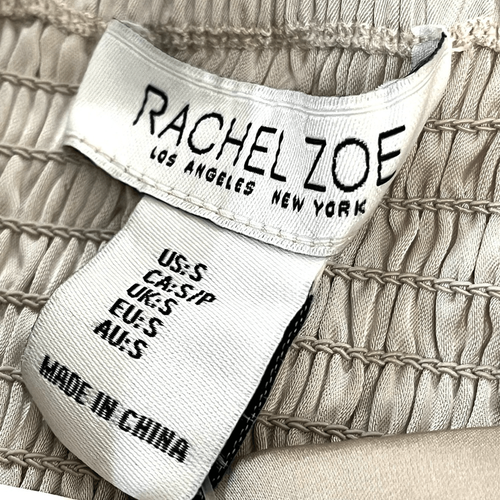 RACHEL ZOE
LOS ANGELES NEW YORK
US:S
CA:S/P
UK:S
EU:S
AU:S
MADE IN CHINA